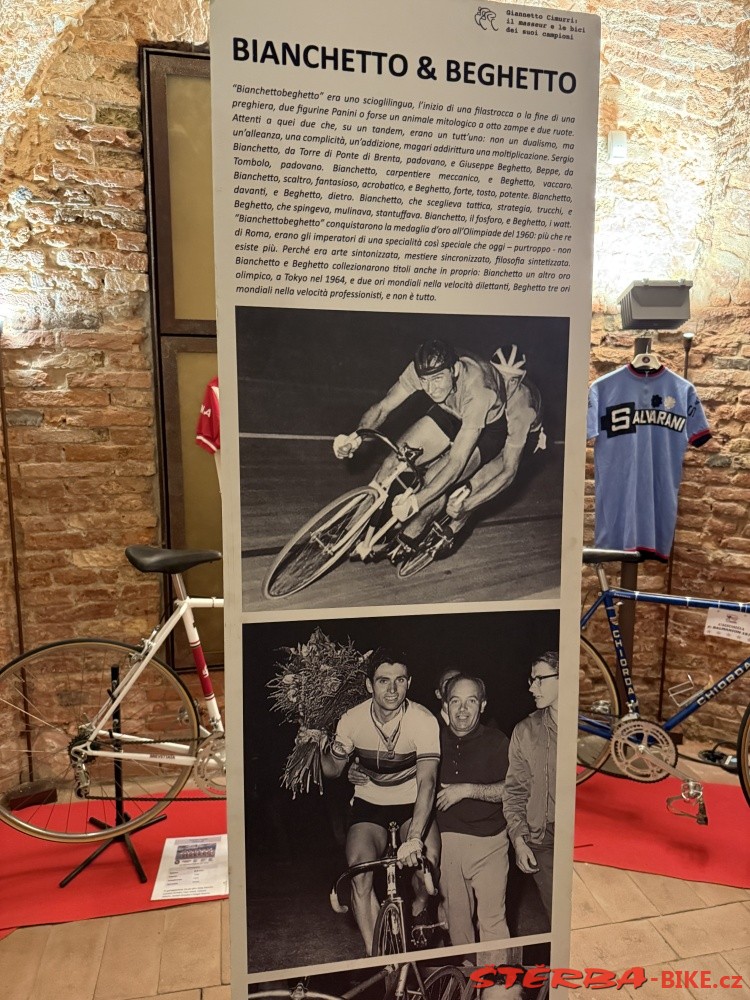 Giannetto Cimurri:
il masseur e la bici
dei suoi campioni
BIANCHETTO & BEGHETTO
“Bianchettobeghetto” era uno scioglilingua, l’inizio di una filastrocca o la fine di una
preghiera, due figurine Panini o forse un animale mitologico a otto zampe e due ruote.
Attenti a quei due che, su un tandem, erano un tutt’uno: non un dualismo, ma
un’alleanza, una complicità, un’addizione, magari addirittura una moltiplicazione. Sergio
Bianchetto, da Torre di Ponte di Brenta, padovano, e Giuseppe Beghetto, Beppe, da
Tombolo, padovano. Bianchetto, carpentiere meccanico, e Beghetto, vaccaro.
Bianchetto, scaltro, fantasioso, acrobatico, e Beghetto, forte, tosto, potente. Bianchetto,
davanti, e Beghetto, dietro. Bianchetto, che sceglieva tattica, strategia, trucchi, e
Beghetto, che spingeva, mulinava, stantuffava. Bianchetto, il fosforo, e Beghetto, i watt.
“Bianchettobeghetto” conquistarono la medaglia d’oro all’Olimpiade del 1960: più che re
di Roma, erano gli imperatori di una specialità così speciale che oggi – purtroppo - non
esiste più. Perché era arte sintonizzata, mestiere sincronizzato, filosofia sintetizzata.
Bianchetto e Beghetto collezionarono titoli anche in proprio: Bianchetto un altro oro
olimpico, a Tokyo nel 1964, e due ori mondiali nella velocità dilettanti, Beghetto tre ori
mondiali nella velocità professionisti, e non è tutto.
SALVARANI
CHIORDA
CHIORDA
ŠTĚRBA-BIKE.cz